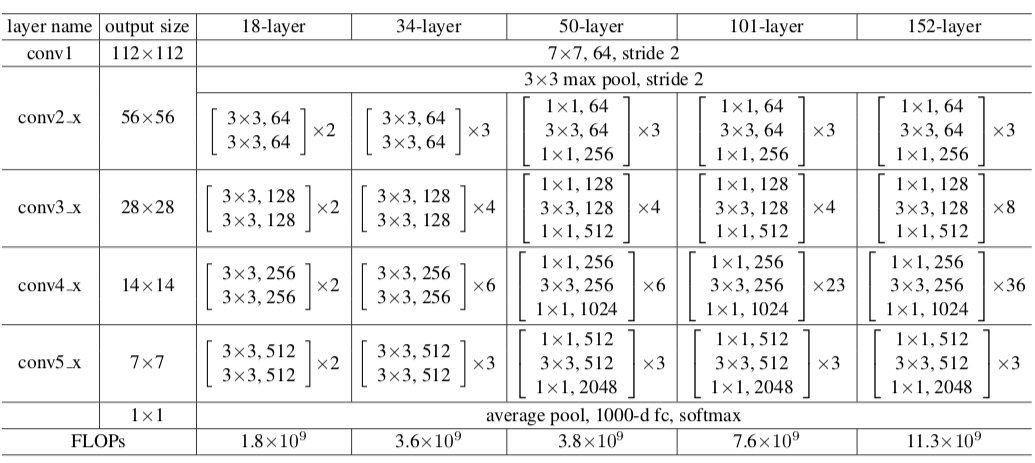 layer name output size 18-layer 34-layer 50-layer 101-layer 152-layer
conv1 112×112 7×7, 64, stride 2
3×3 max pool, stride 2
conv2_x 56×56 [3×3, 64 3×3, 64]×2 [3×3, 64 3×3, 64]×3 [1×1, 64 3×3, 64 1×1, 256]×3 [1×1, 64 3×3, 64 1×1, 256]×3 [1×1, 64 3×3, 64 1×1, 256]×3
conv3_x 28×28 [3×3, 128 3×3, 128]×2 [3×3, 128 3×3, 128]×4 [1×1, 128 3×3, 128 1×1, 512]×4 [1×1, 128 3×3, 128 1×1, 512]×4 [1×1, 128 3×3, 128 1×1, 512]×8
conv4_x 14×14 [3×3, 256 3×3, 256]×2 [3×3, 256 3×3, 256]×6 [1×1, 256 3×3, 256 1×1, 1024]×6 [1×1, 256 3×3, 256 1×1, 1024]×23 [1×1, 256 3×3, 256 1×1, 1024]×36
conv5_x 7×7 [3×3, 512 3×3, 512]×2 [3×3, 512 3×3, 512]×3 [1×1, 512 3×3, 512 1×1, 2048]×3 [1×1, 512 3×3, 512 1×1, 2048]×3 [1×1, 512 3×3, 512 1×1, 2048]×3
1×1 average pool, 1000-d fc, softmax
FLOPs 1.8×10⁹ 3.6×10⁹ 3.8×10⁹ 7.6×10⁹ 11.3×10⁹